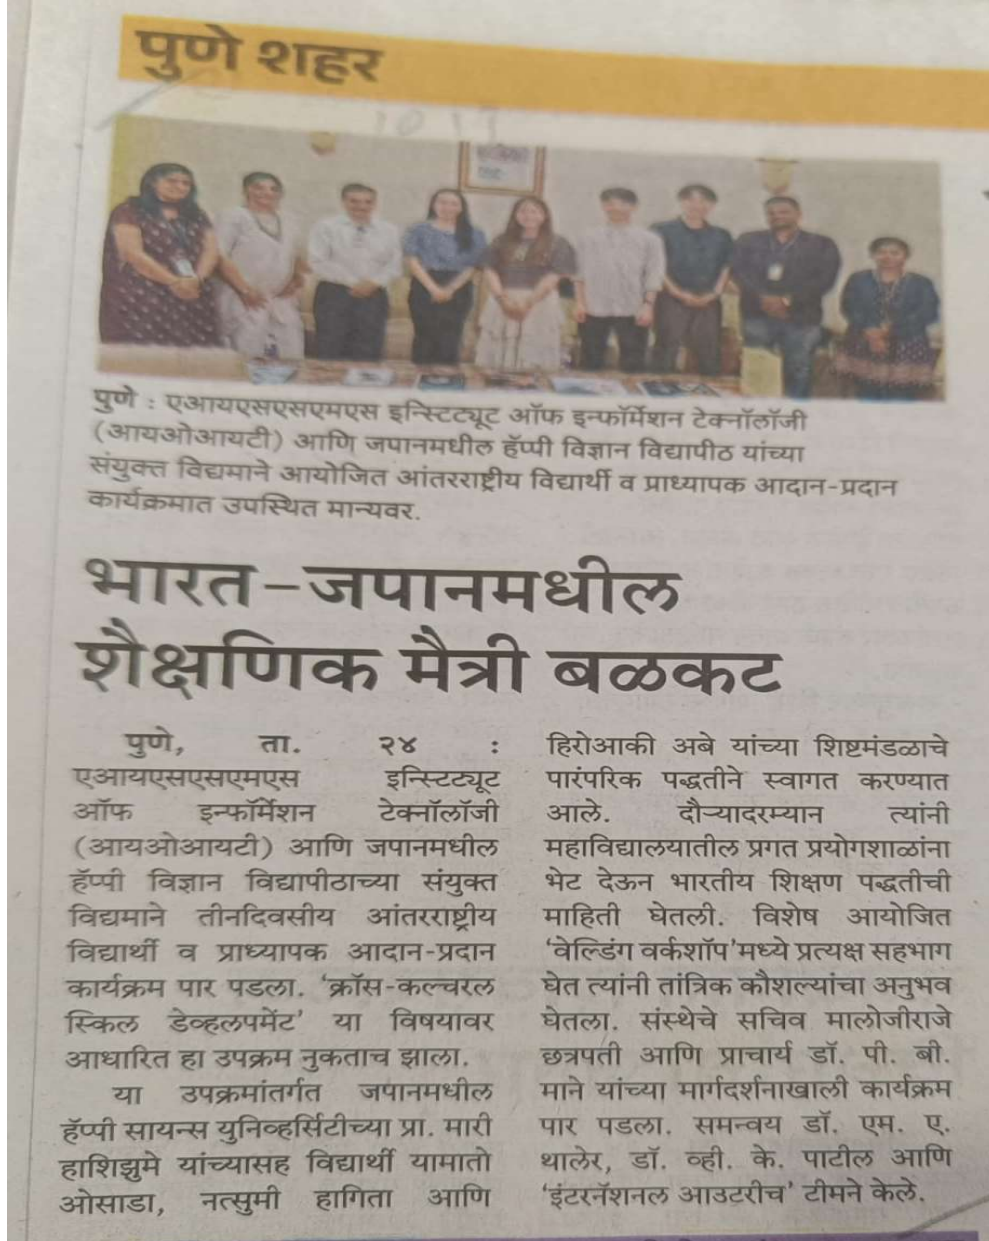 पुणे शहर
पुणे : एआयएसएसएमएस इन्स्टिट्यूट ऑफ इन्फॉर्मेशन टेक्नॉलॉजी
(आयओआयटी) आणि जपानमधील हॅप्पी विज्ञान विद्यापीठ यांच्या
संयुक्त विद्यमाने आयोजित आंतरराष्ट्रीय विद्यार्थी व प्राध्यापक आदान-प्रदान
कार्यक्रमात उपस्थित मान्यवर.
भारत-जपानमधील
शैक्षणिक मैत्री बळकट
पुणे, ता. २४ :
एआयएसएसएमएस इन्स्टिट्यूट
ऑफ इन्फॉर्मेशन टेक्नॉलॉजी
(आयओआयटी) आणि जपानमधील
हॅप्पी विज्ञान विद्यापीठाच्या संयुक्त
विद्यमाने तीनदिवसीय आंतरराष्ट्रीय
विद्यार्थी व प्राध्यापक आदान-प्रदान
कार्यक्रम पार पडला. ‘क्रॉस-कल्चरल
स्किल डेव्हलपमेंट’ या विषयावर
आधारित हा उपक्रम नुकताच झाला.
या उपक्रमांतर्गत जपानमधील
हॅप्पी सायन्स युनिव्हर्सिटीच्या प्रा. मारी
हाशिझुमे यांच्यासह विद्यार्थी यामातो
ओसाडा, नत्सुमी हागिता आणि
हिरोआकी अबे यांच्या शिष्टमंडळाचे
पारंपरिक पद्धतीने स्वागत करण्यात
आले. दौऱ्यादरम्यान त्यांनी
महाविद्यालयातील प्रगत प्रयोगशाळांना
भेट देऊन भारतीय शिक्षण पद्धतीची
माहिती घेतली. विशेष आयोजित
‘वेल्डिंग वर्कशॉप’मध्ये प्रत्यक्ष सहभाग
घेत त्यांनी तांत्रिक कौशल्यांचा अनुभव
घेतला. संस्थेचे सचिव मालोजीराजे
छत्रपती आणि प्राचार्य डॉ. पी. बी.
माने यांच्या मार्गदर्शनाखाली कार्यक्रम
पार पडला. समन्वय डॉ. एम. ए.
थालेर, डॉ. व्ही. के. पाटील आणि
‘इंटरनॅशनल आउटरीच’ टीमने केले.